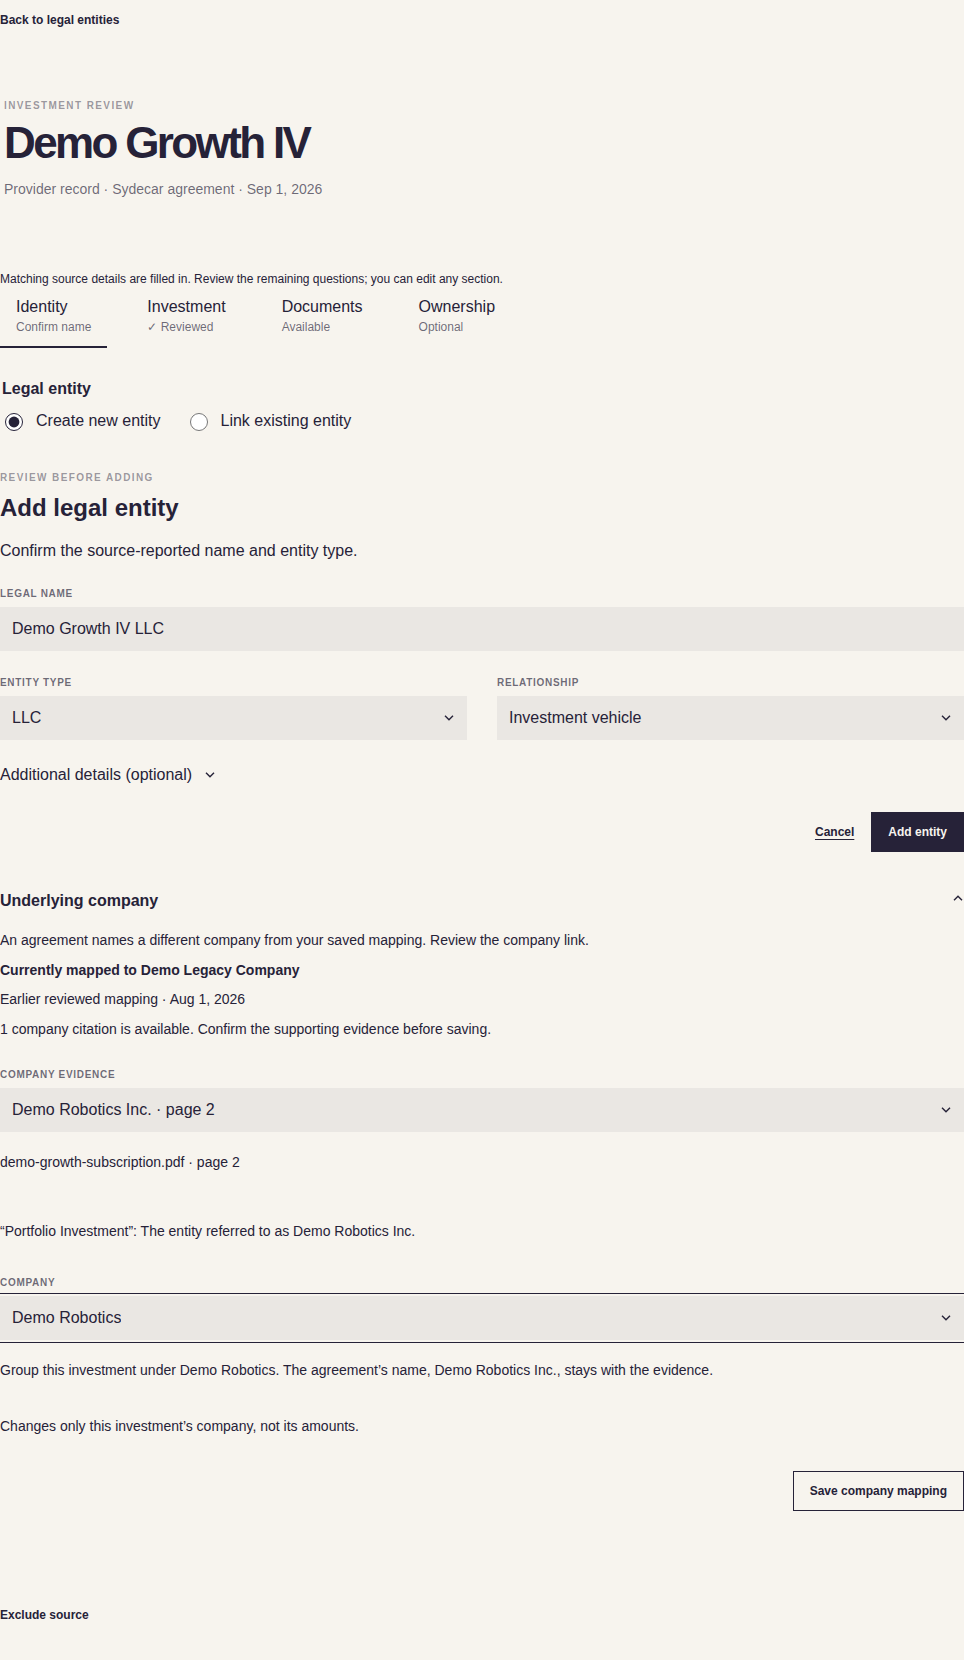 Back to legal entities
INVESTMENT REVIEW
Demo Growth IV
Provider record · Sydecar agreement · Sep 1, 2026
Matching source details are filled in. Review the remaining questions; you can edit any section.
Identity Investment Documents Ownership
Confirm name ✓ Reviewed Available Optional
Legal entity
Create new entity Link existing entity
REVIEW BEFORE ADDING
Add legal entity
Confirm the source-reported name and entity type.
LEGAL NAME
Demo Growth IV LLC
ENTITY TYPE RELATIONSHIP
LLC Investment vehicle
Additional details (optional)
Cancel Add entity
Underlying company
An agreement names a different company from your saved mapping. Review the company link.
Currently mapped to Demo Legacy Company
Earlier reviewed mapping · Aug 1, 2026
1 company citation is available. Confirm the supporting evidence before saving.
COMPANY EVIDENCE
Demo Robotics Inc. · page 2
demo-growth-subscription.pdf · page 2
“Portfolio Investment”: The entity referred to as Demo Robotics Inc.
COMPANY
Demo Robotics
Group this investment under Demo Robotics. The agreement’s name, Demo Robotics Inc., stays with the evidence.
Changes only this investment’s company, not its amounts.
Save company mapping
Exclude source